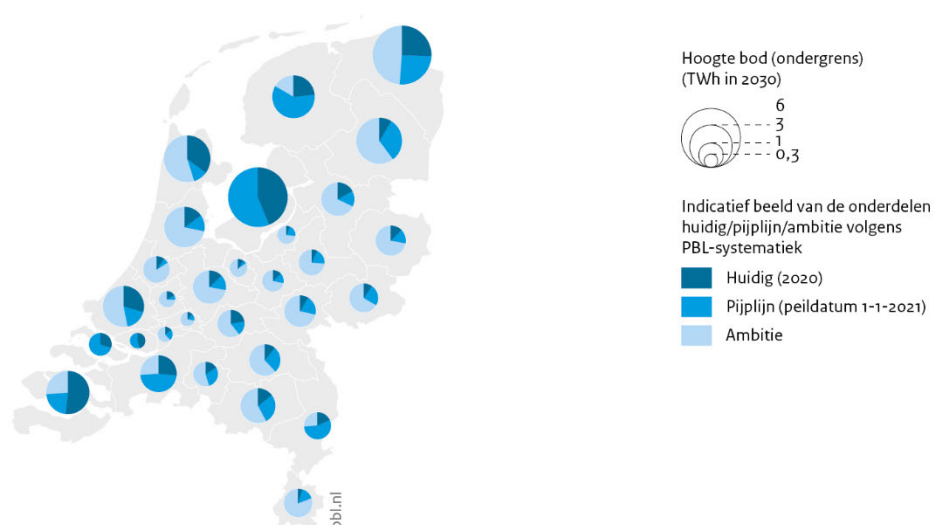 Hoogte bod (ondergrens)
(TWh in 2030)
6
3
1
0,3
Indicatief beeld van de onderdelen
huidig/pijplijn/ambitie volgens
PBL-systematiek
Huidig (2020)
Pijplijn (peildatum 1-1-2021)
Ambitie
pbl.nl